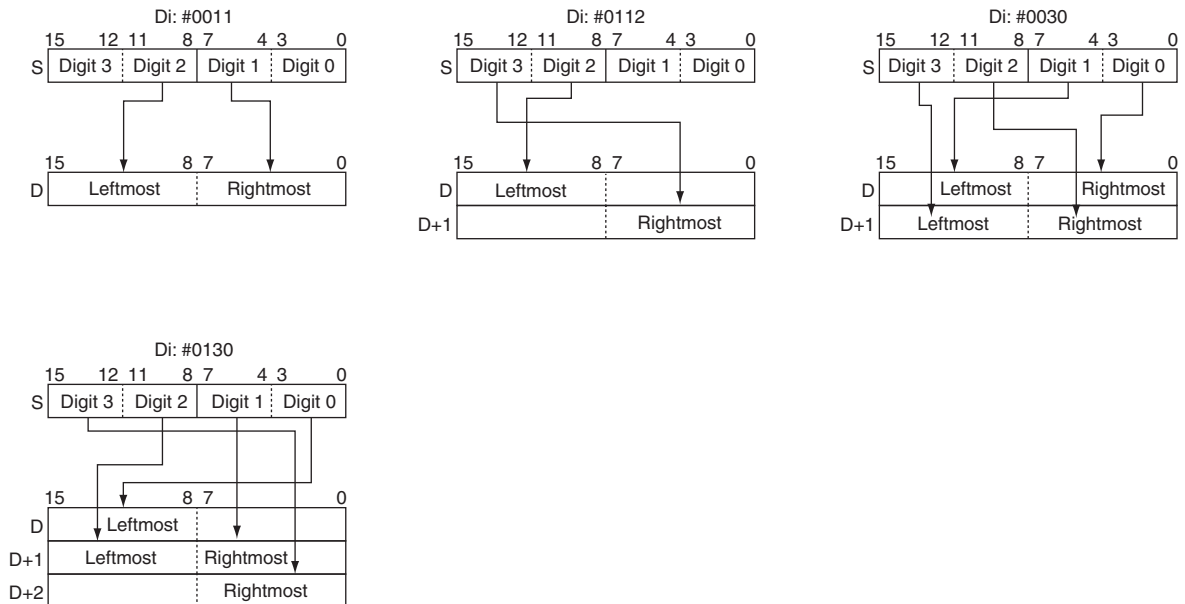 Di: #0011
15 12 11 8 7 4 3 0
S Digit 3 Digit 2 Digit 1 Digit 0
15 8 7 0
D Leftmost Rightmost
Di: #0112
15 12 11 8 7 4 3 0
S Digit 3 Digit 2 Digit 1 Digit 0
15 8 7 0
D Leftmost
D+1 Rightmost
Di: #0030
15 12 11 8 7 4 3 0
S Digit 3 Digit 2 Digit 1 Digit 0
15 8 7 0
D Leftmost Rightmost
D+1 Leftmost Rightmost
Di: #0130
15 12 11 8 7 4 3 0
S Digit 3 Digit 2 Digit 1 Digit 0
15 8 7 0
D Leftmost
D+1 Leftmost Rightmost
D+2 Rightmost